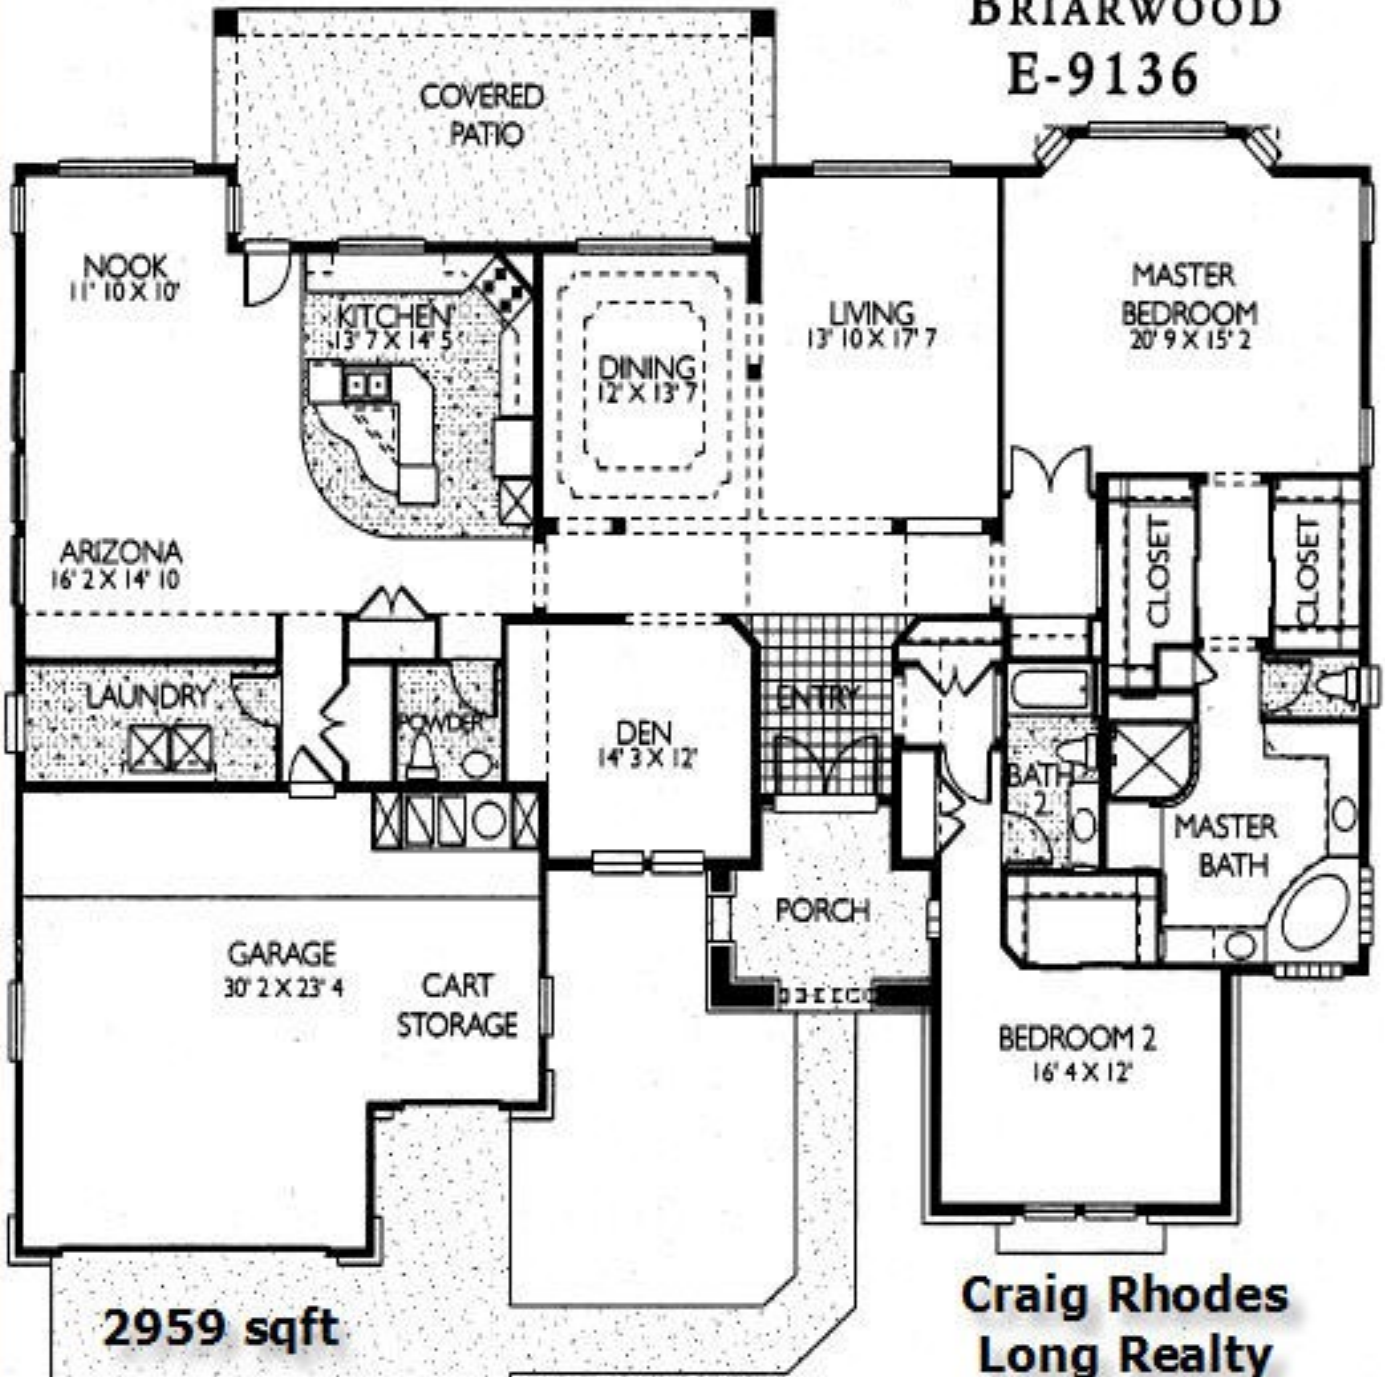 BRIARWOOD
E-9136
COVERED
PATIO
NOOK
11' 10 X 10'
KITCHEN
13' 7 X 14' 5
DINING
12' X 13' 7
LIVING
13' 10 X 17' 7
MASTER
BEDROOM
20' 9 X 15' 2
ARIZONA
16' 2 X 14' 10
CLOSET
CLOSET
LAUNDRY
POWDER
DEN
14' 3 X 12'
ENTRY
BATH
2
MASTER
BATH
PORCH
GARAGE
30' 2 X 23' 4
CART
STORAGE
BEDROOM 2
16' 4 X 12'
2959 sqft
Craig Rhodes
Long Realty